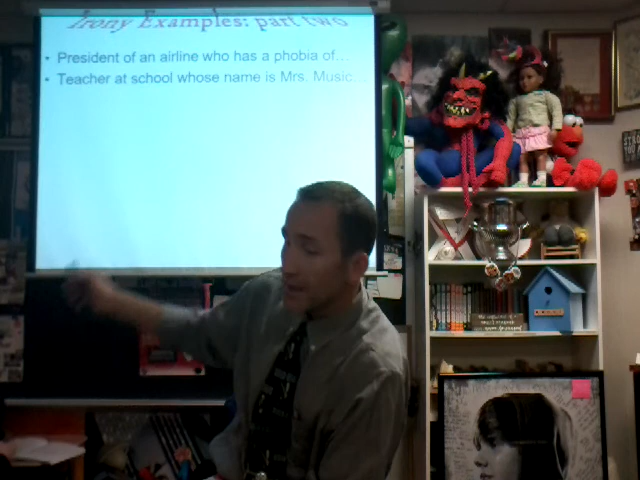 Irony Examples: part two
• President of an airline who has a phobia of…
• Teacher at school whose name is Mrs. Music…